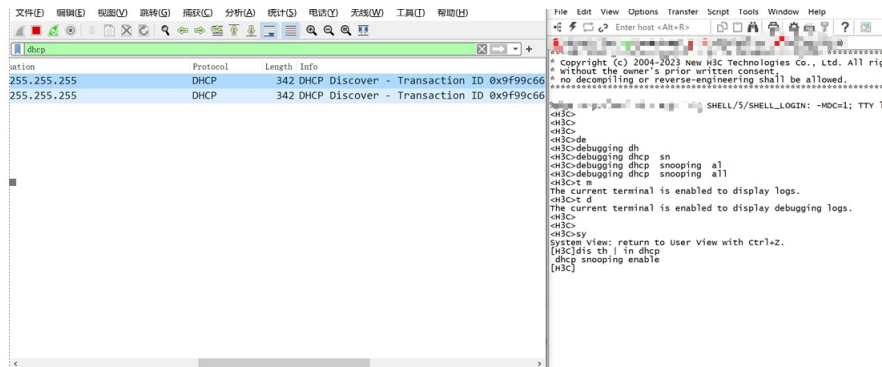 文件(F) 编辑(E) 视图(V) 跳转(G) 捕获(C) 分析(A) 统计(S) 电话(Y) 无线(W) 工具(T) 帮助(H)
dhcp
ation Protocol Length Info
255.255.255 DHCP 342 DHCP Discover - Transaction ID 0x9f99c66
255.255.255 DHCP 342 DHCP Discover - Transaction ID 0x9f99c66
File Edit View Options Transfer Script Tools Window Help
Enter host <Alt+R>
* Copyright (c) 2004-2023 New H3C Technologies Co., Ltd. All rig
* Without the owner's prior written consent,
* no decompiling or reverse-engineering shall be allowed.
SHELL/5/SHELL_LOGIN: -MDC=1; TTY l
<H3C>
<H3C>
<H3C>
<H3C>de
<H3C>debugging dh
<H3C>debugging dhcp sn
<H3C>debugging dhcp snooping al
<H3C>debugging dhcp snooping all
<H3C>t m
The current terminal is enabled to display logs.
<H3C>t d
The current terminal is enabled to display debugging logs.
<H3C>
<H3C>
<H3C>sy
System View: return to User View with Ctrl+Z.
[H3C]dis th | in dhcp
dhcp snooping enable
[H3C]